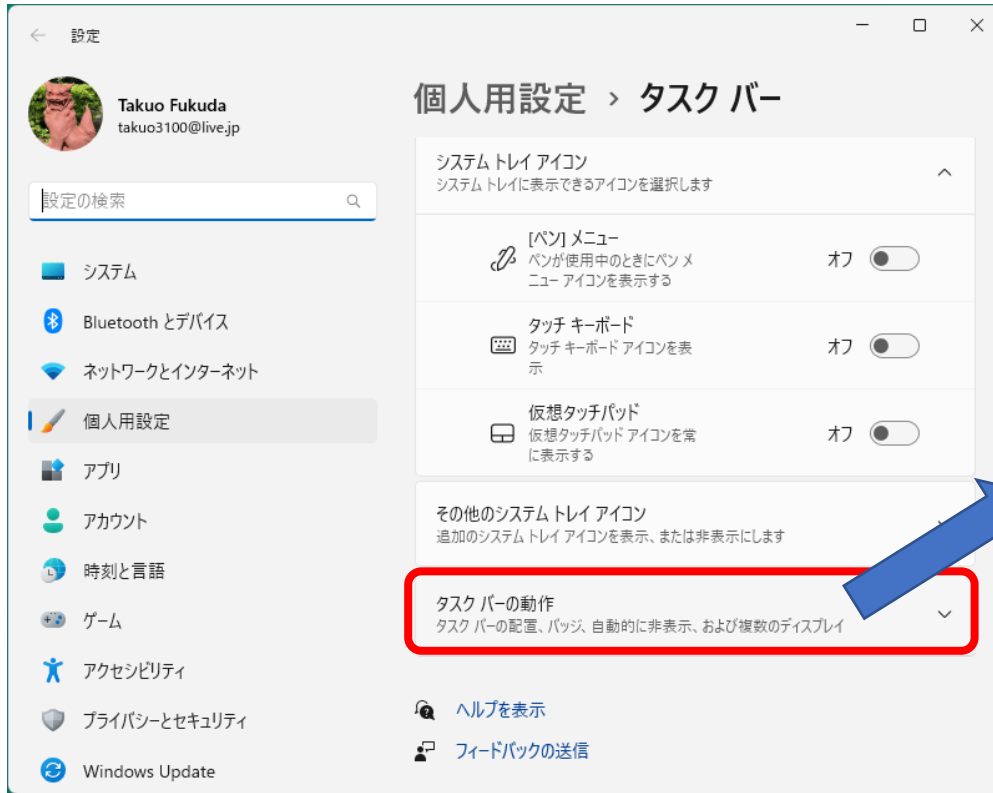 設定
Takuo Fukuda
takuo3100@live.jp
設定の検索
システム
Bluetooth とデバイス
ネットワークとインターネット
個人用設定
アプリ
アカウント
時刻と言語
ゲーム
アクセシビリティ
プライバシーとセキュリティ
Windows Update
個人用設定 › タスク バー
システム トレイ アイコン
システム トレイに表示できるアイコンを選択します
[ペン] メニュー
ペンが使用中のときにペン メ
ニュー アイコンを表示する
オフ
タッチ キーボード
タッチ キーボード アイコンを表
示
オフ
仮想タッチパッド
仮想タッチパッド アイコンを常
に表示する
オフ
その他のシステム トレイ アイコン
追加のシステム トレイ アイコンを表示、または非表示にします
タスク バーの動作
タスク バーの配置、バッジ、自動的に非表示、および複数のディスプレイ
ヘルプを表示
フィードバックの送信